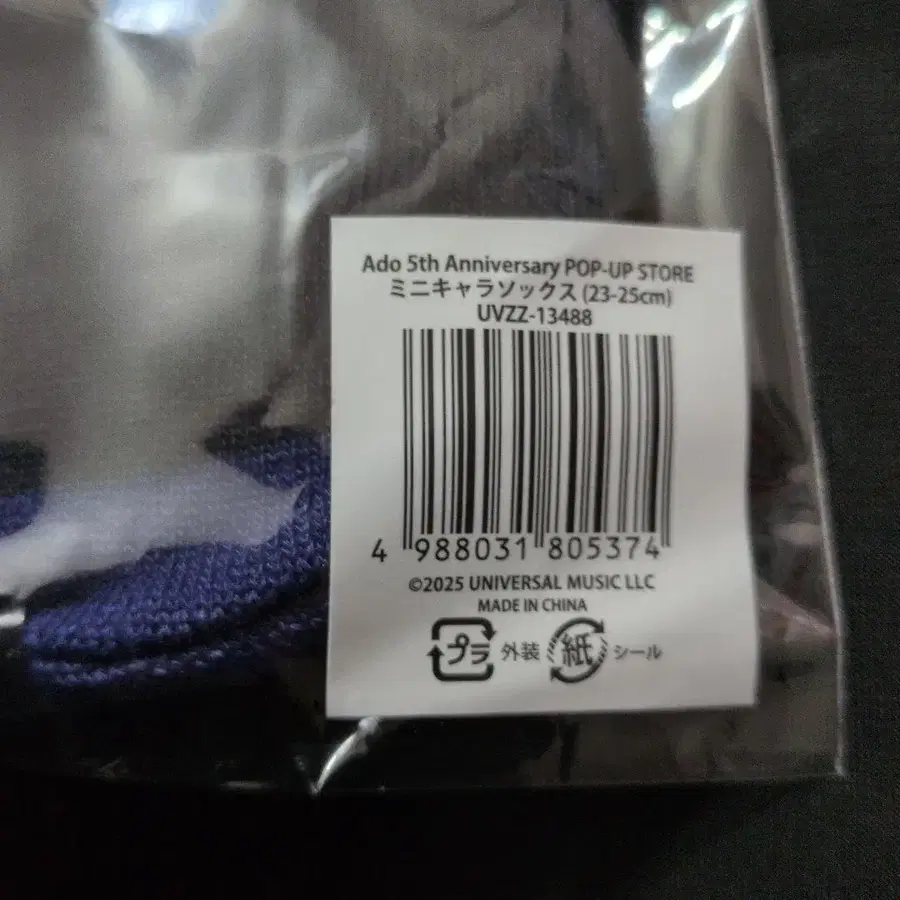 Ado 5th Anniversary POP-UP STORE
ミニキャラソックス (23-25cm)
UVZZ-13488
4 988031 805374
©2025 UNIVERSAL MUSIC LLC
MADE IN CHINA
プラ 外装 紙 シール